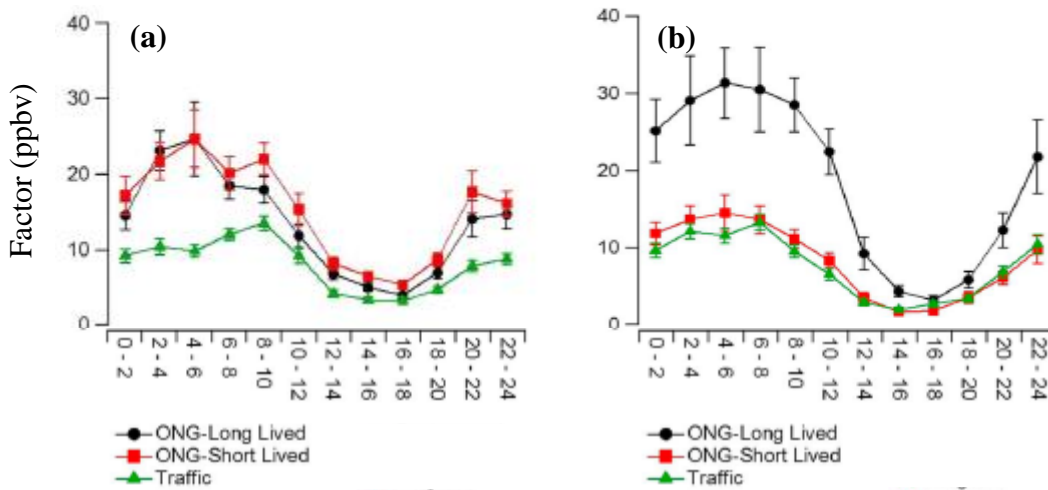 Factor (ppbv)
(a)
40
30
20
10
0
0 - 2
2 - 4
4 - 6
6 - 8
8 - 10
10 - 12
12 - 14
14 - 16
16 - 18
18 - 20
20 - 22
22 - 24
ONG-Long Lived
ONG-Short Lived
Traffic
(b)
40
30
20
10
0
0 - 2
2 - 4
4 - 6
6 - 8
8 - 10
10 - 12
12 - 14
14 - 16
16 - 18
18 - 20
20 - 22
22 - 24
ONG-Long Lived
ONG-Short Lived
Traffic